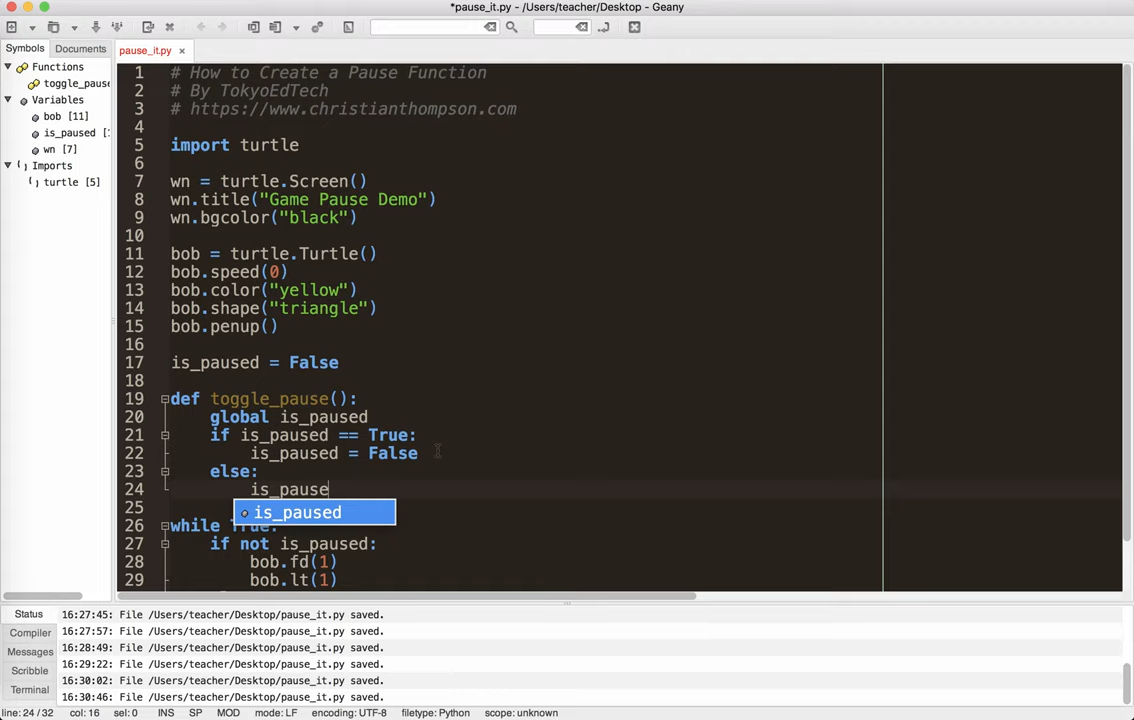 *pause_it.py - /Users/teacher/Desktop - Geany
Symbols Documents
pause_it.py ×
Functions
toggle_pause
Variables
bob [11]
is_paused [
wn [7]
Imports
turtle [5]
1 # How to Create a Pause Function
2 # By TokyoEdTech
3 # https://www.christianthompson.com
4
5 import turtle
6
7 wn = turtle.Screen()
8 wn.title("Game Pause Demo")
9 wn.bgcolor("black")
10
11 bob = turtle.Turtle()
12 bob.speed(0)
13 bob.color("yellow")
14 bob.shape("triangle")
15 bob.penup()
16
17 is_paused = False
18
19 def toggle_pause():
20 global is_paused
21 if is_paused == True:
22 is_paused = False
23 else:
24 is_pause
25 is_paused
26 while True:
27 if not is_paused:
28 bob.fd(1)
29 bob.lt(1)
Status
Compiler
Messages
Scribble
Terminal
16:27:45: File /Users/teacher/Desktop/pause_it.py saved.
16:27:57: File /Users/teacher/Desktop/pause_it.py saved.
16:28:49: File /Users/teacher/Desktop/pause_it.py saved.
16:29:22: File /Users/teacher/Desktop/pause_it.py saved.
16:30:02: File /Users/teacher/Desktop/pause_it.py saved.
16:30:46: File /Users/teacher/Desktop/pause_it.py saved.
line: 24 / 32 col: 16 sel: 0 INS SP MOD mode: LF encoding: UTF-8 filetype: Python scope: unknown